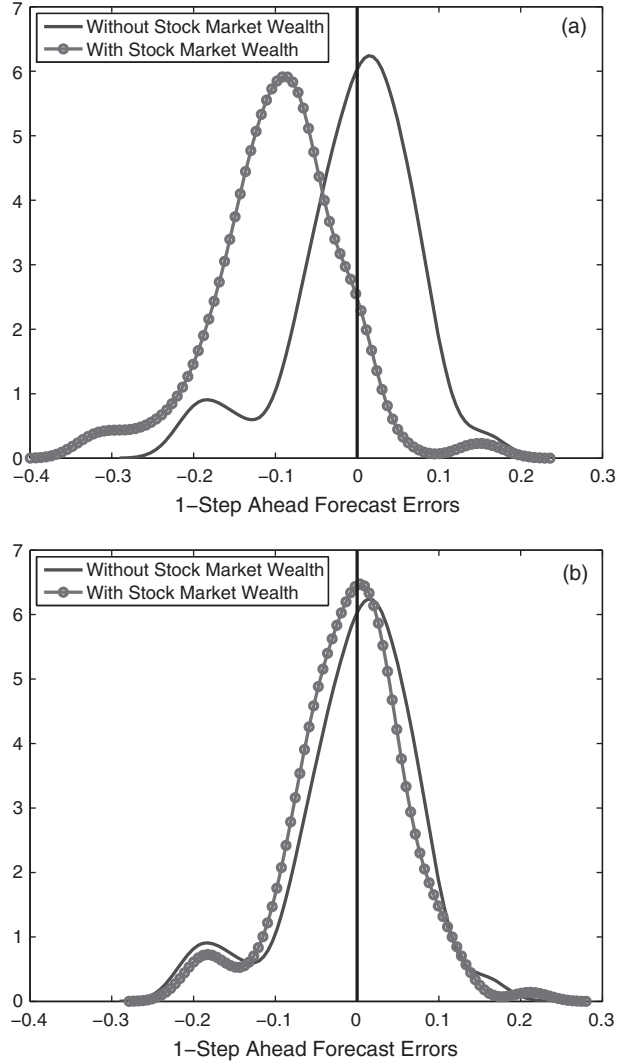 7
6
5
4
3
2
1
0
Without Stock Market Wealth
With Stock Market Wealth
(a)
−0.4 −0.3 −0.2 −0.1 0 0.1 0.2 0.3
1−Step Ahead Forecast Errors
7
6
5
4
3
2
1
0
Without Stock Market Wealth
With Stock Market Wealth
(b)
−0.4 −0.3 −0.2 −0.1 0 0.1 0.2 0.3
1−Step Ahead Forecast Errors